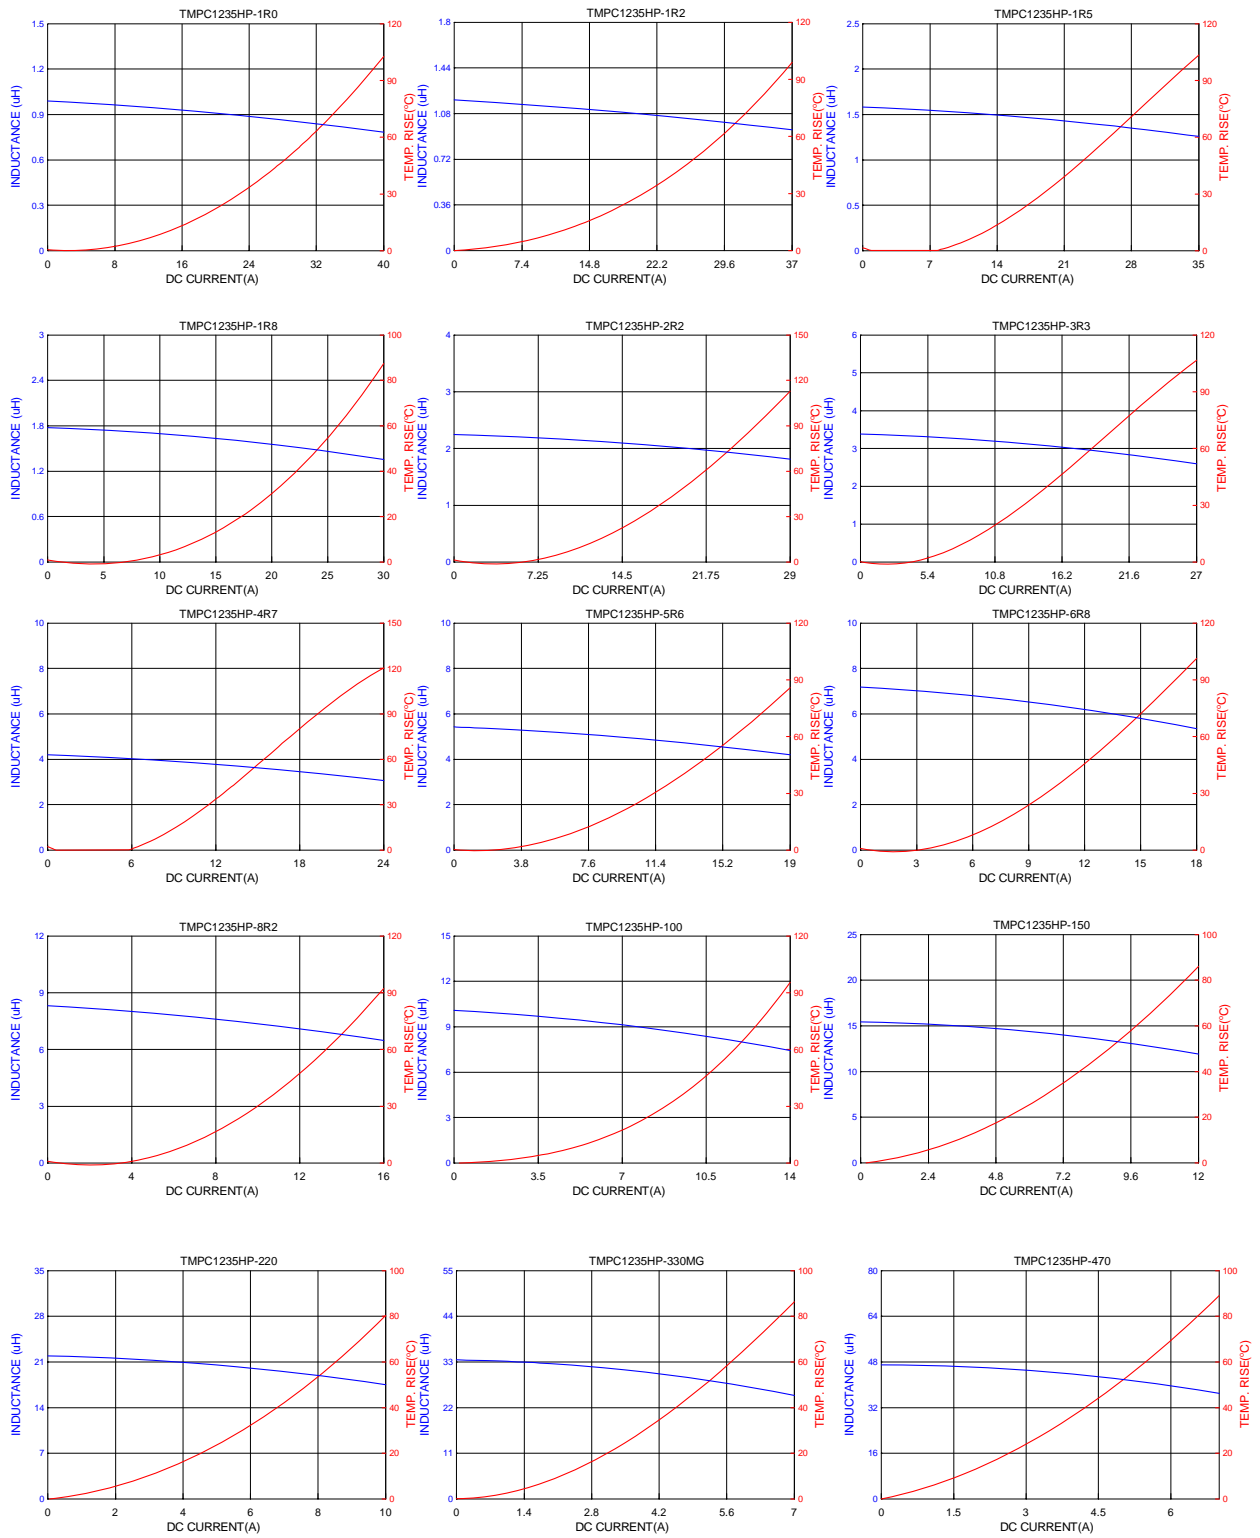 TMPC1235HP-1R0
1.5
1.2
0.9
0.6
0.3
0
120
90
60
30
0
INDUCTANCE (uH)
TEMP. RISE(°C)
0 8 16 24 32 40
DC CURRENT(A)
TMPC1235HP-1R2
1.8
1.44
1.08
0.72
0.36
0
120
90
60
30
0
INDUCTANCE (uH)
TEMP. RISE(°C)
0 7.4 14.8 22.2 29.6 37
DC CURRENT(A)
TMPC1235HP-1R5
2.5
2
1.5
1
0.5
0
120
90
60
30
0
INDUCTANCE (uH)
TEMP. RISE(°C)
0 7 14 21 28 35
DC CURRENT(A)
TMPC1235HP-1R8
3
2.4
1.8
1.2
0.6
0
100
80
60
40
20
0
INDUCTANCE (uH)
TEMP. RISE(°C)
0 5 10 15 20 25 30
DC CURRENT(A)
TMPC1235HP-2R2
4
3
2
1
0
150
120
90
60
30
0
INDUCTANCE (uH)
TEMP. RISE(°C)
0 7.25 14.5 21.75 29
DC CURRENT(A)
TMPC1235HP-3R3
6
5
4
3
2
1
0
120
90
60
30
0
INDUCTANCE (uH)
TEMP. RISE(°C)
0 5.4 10.8 16.2 21.6 27
DC CURRENT(A)
TMPC1235HP-4R7
10
8
6
4
2
0
150
120
90
60
30
0
INDUCTANCE (uH)
TEMP. RISE(°C)
0 6 12 18 24
DC CURRENT(A)
TMPC1235HP-5R6
10
8
6
4
2
0
120
90
60
30
0
INDUCTANCE (uH)
TEMP. RISE(°C)
0 3.8 7.6 11.4 15.2 19
DC CURRENT(A)
TMPC1235HP-6R8
10
8
6
4
2
0
120
90
60
30
0
INDUCTANCE (uH)
TEMP. RISE(°C)
0 3 6 9 12 15 18
DC CURRENT(A)
TMPC1235HP-8R2
12
9
6
3
0
120
90
60
30
0
INDUCTANCE (uH)
TEMP. RISE(°C)
0 4 8 12 16
DC CURRENT(A)
TMPC1235HP-100
15
12
9
6
3
0
120
90
60
30
0
INDUCTANCE (uH)
TEMP. RISE(°C)
0 3.5 7 10.5 14
DC CURRENT(A)
TMPC1235HP-150
25
20
15
10
5
0
100
80
60
40
20
0
INDUCTANCE (uH)
TEMP. RISE(°C)
0 2.4 4.8 7.2 9.6 12
DC CURRENT(A)
TMPC1235HP-220
35
28
21
14
7
0
100
80
60
40
20
0
INDUCTANCE (uH)
TEMP. RISE(°C)
0 2 4 6 8 10
DC CURRENT(A)
TMPC1235HP-330MG
55
44
33
22
11
0
100
80
60
40
20
0
INDUCTANCE (uH)
TEMP. RISE(°C)
0 1.4 2.8 4.2 5.6 7
DC CURRENT(A)
TMPC1235HP-470
80
64
48
32
16
0
100
80
60
40
20
0
INDUCTANCE (uH)
TEMP. RISE(°C)
0 1.5 3 4.5 6
DC CURRENT(A)